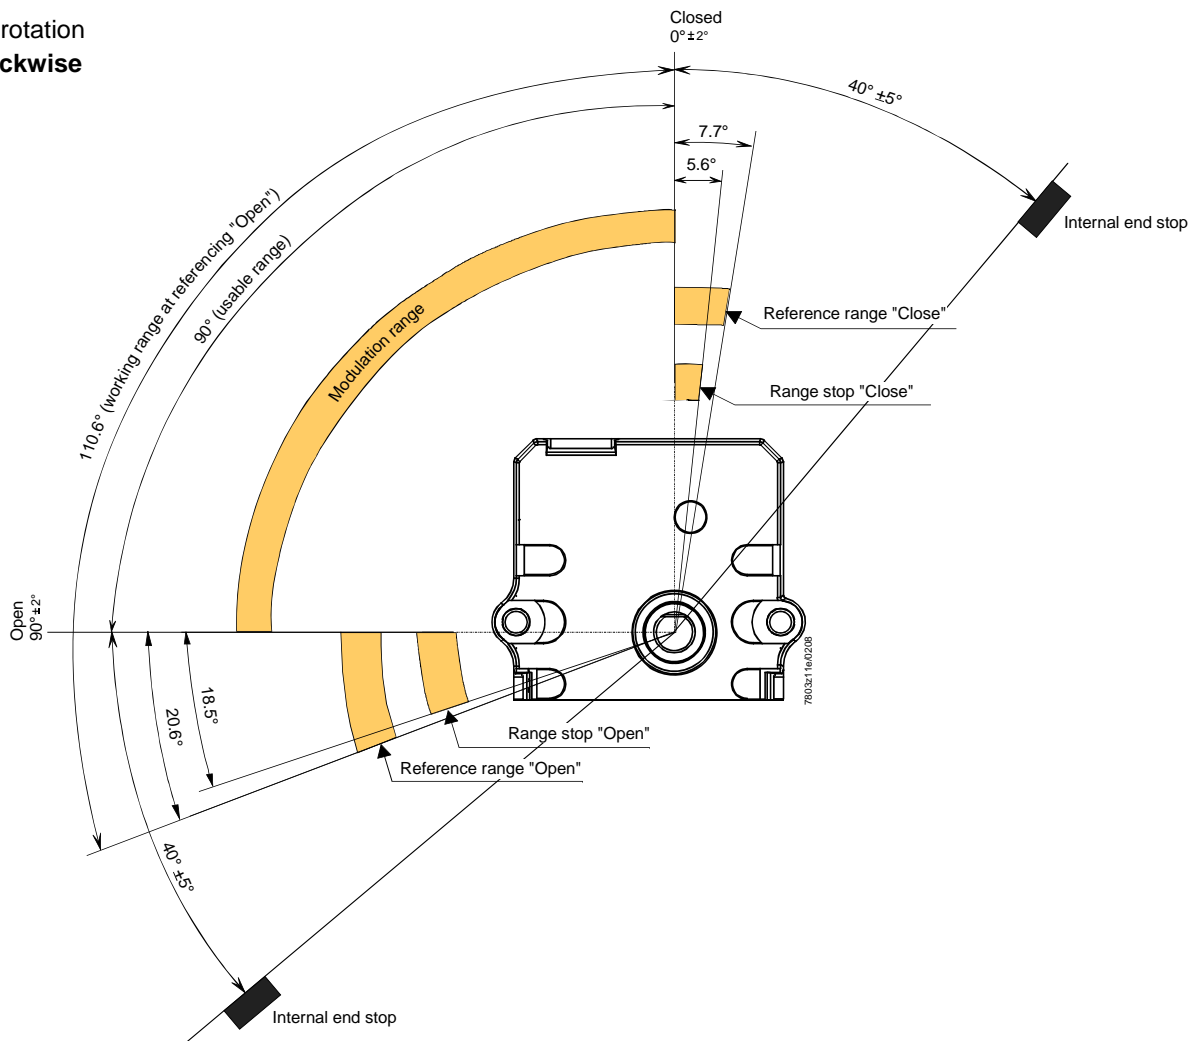 rotation
ckwise
Closed
0°±2°
40° ±5°
7.7°
5.6°
Internal end stop
110.6° (working range at referencing "Open")
90° (usable range)
Modulation range
Reference range "Close"
Range stop "Close"
Open
90°±2°
18.5°
20.6°
7803z11e/0208
Range stop "Open"
Reference range "Open"
40° ±5°
Internal end stop